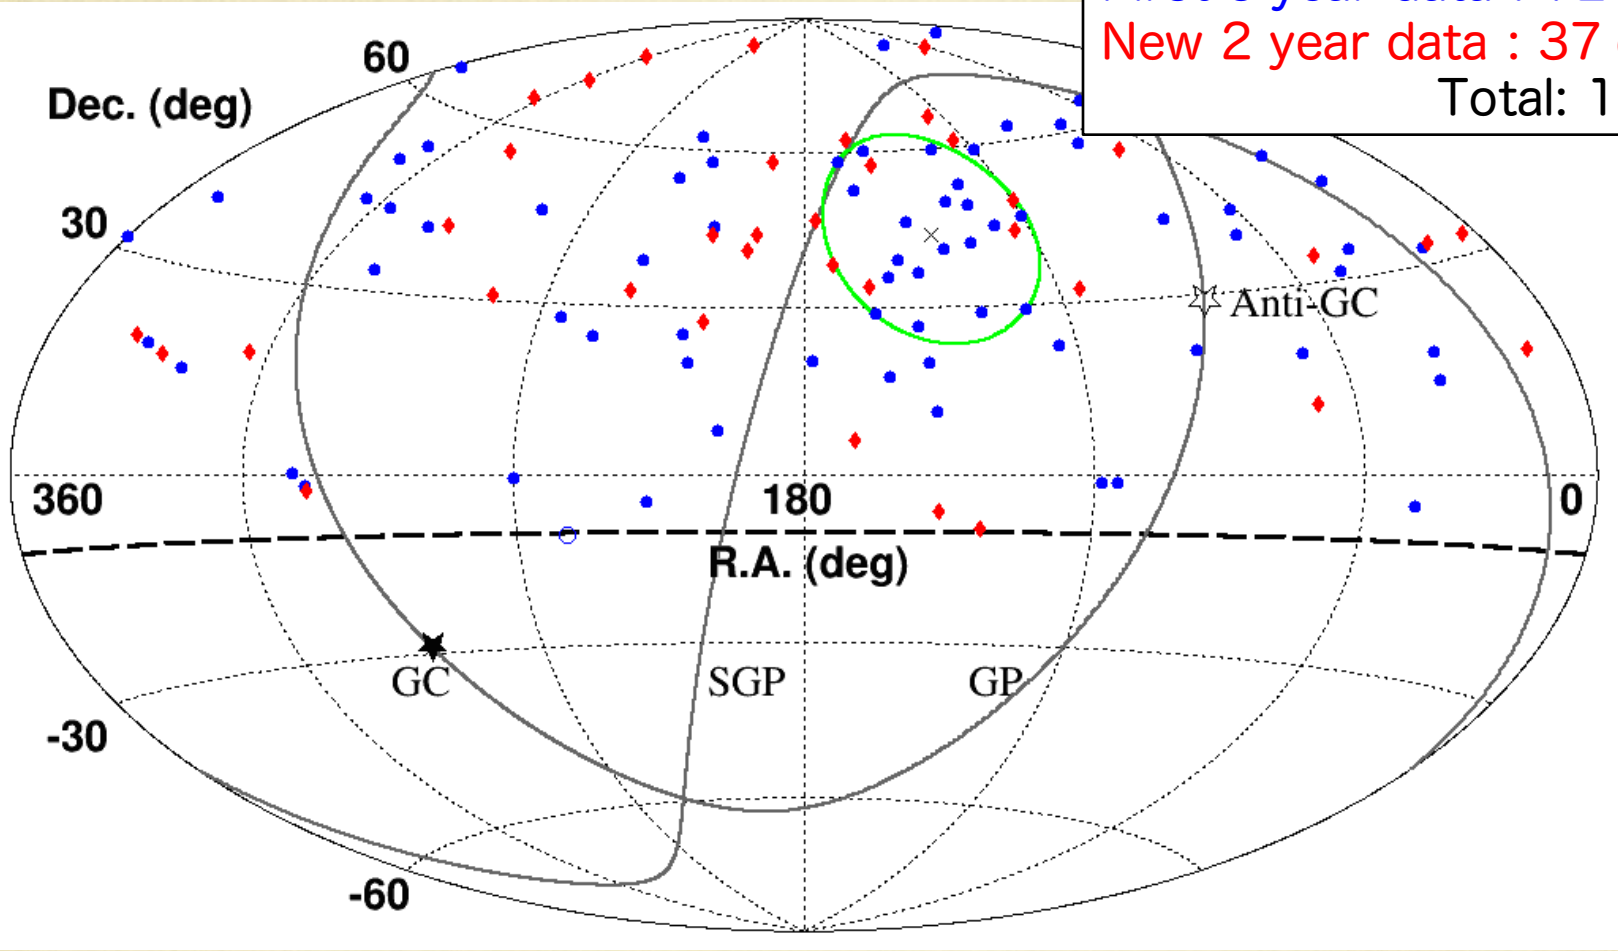 New 2 year data : 37
Total: 1
60
Dec. (deg)
30
Anti-GC
360
180
0
R.A. (deg)
GC
SGP
GP
-30
-60